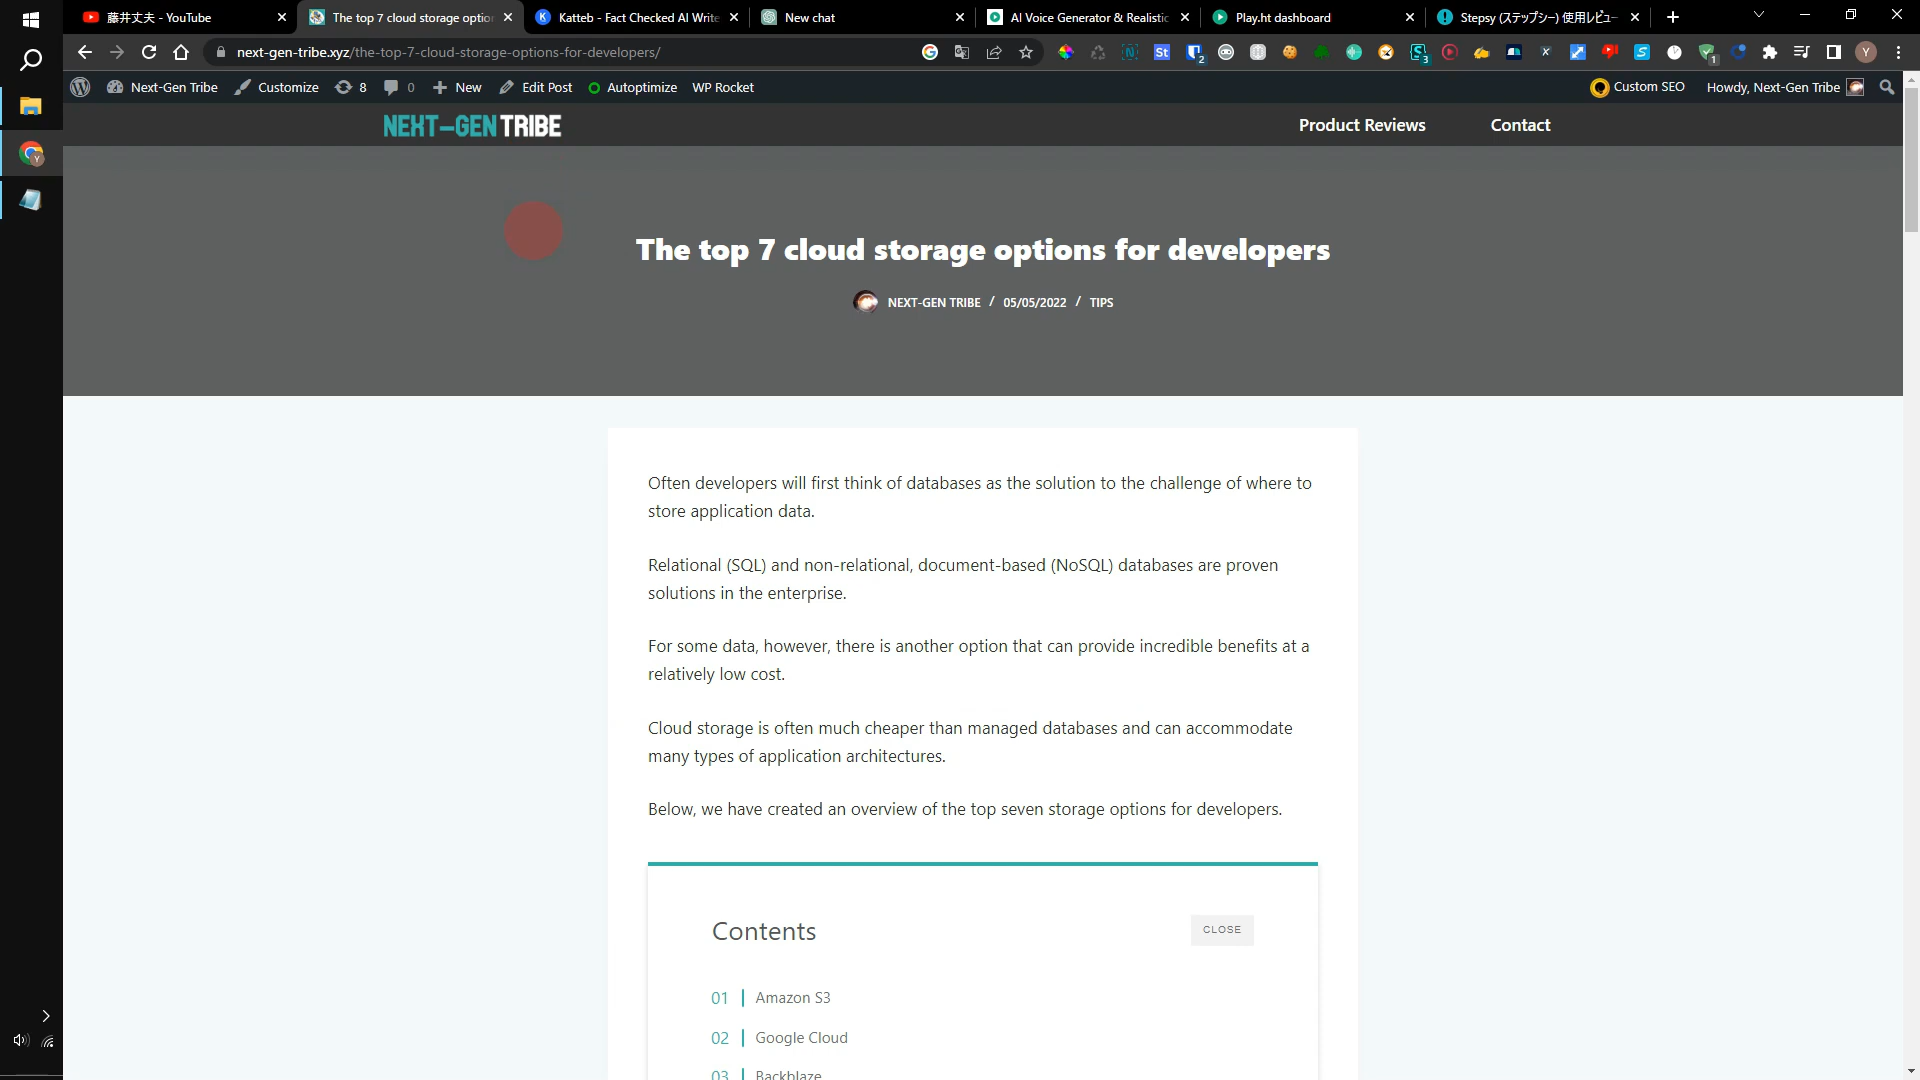 藤井丈夫 - YouTube
The top 7 cloud storage optio
Katteb - Fact Checked AI Write
New chat
AI Voice Generator & Realistic
Play.ht dashboard
Stepsy (ステップシー) 使用レビュー
next-gen-tribe.xyz/the-top-7-cloud-storage-options-for-developers/
Next-Gen Tribe
Customize
8
0
New
Edit Post
Autoptimize
WP Rocket
Custom SEO
Howdy, Next-Gen Tribe
NEXT-GEN TRIBE
Product Reviews
Contact
The top 7 cloud storage options for developers
NEXT-GEN TRIBE / 05/05/2022 / TIPS
Often developers will first think of databases as the solution to the challenge of where to
store application data.
Relational (SQL) and non-relational, document-based (NoSQL) databases are proven
solutions in the enterprise.
For some data, however, there is another option that can provide incredible benefits at a
relatively low cost.
Cloud storage is often much cheaper than managed databases and can accommodate
many types of application architectures.
Below, we have created an overview of the top seven storage options for developers.
Contents
CLOSE
01 Amazon S3
02 Google Cloud
03 Backblaze